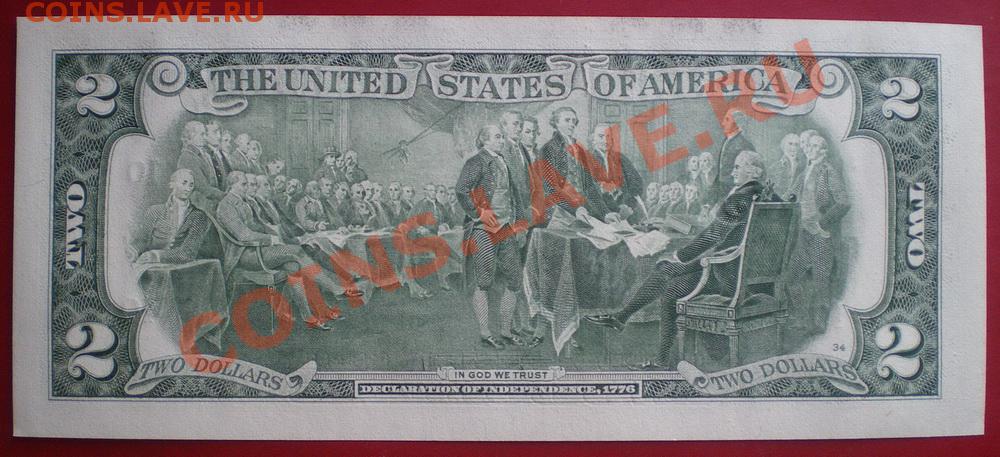 COINS.LAVE.RU
2 THE UNITED STATES OF AMERICA 2
COINS.LAVE.RU
TWO TWO
34
2 TWO DOLLARS IN GOD WE TRUST TWO DOLLARS 2
DECLARATION OF INDEPENDENCE, 1776